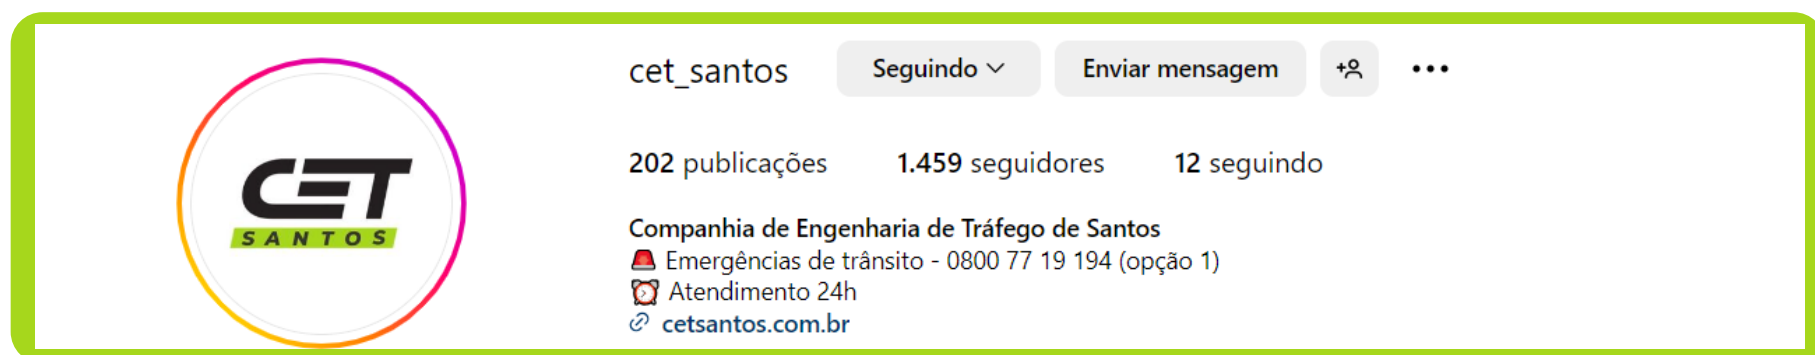 CET
SANTOS
cet_santos Seguindo Enviar mensagem
202 publicações 1.459 seguidores 12 seguindo
Companhia de Engenharia de Tráfego de Santos
🚨 Emergências de trânsito - 0800 77 19 194 (opção 1)
⏰ Atendimento 24h
cetsantos.com.br